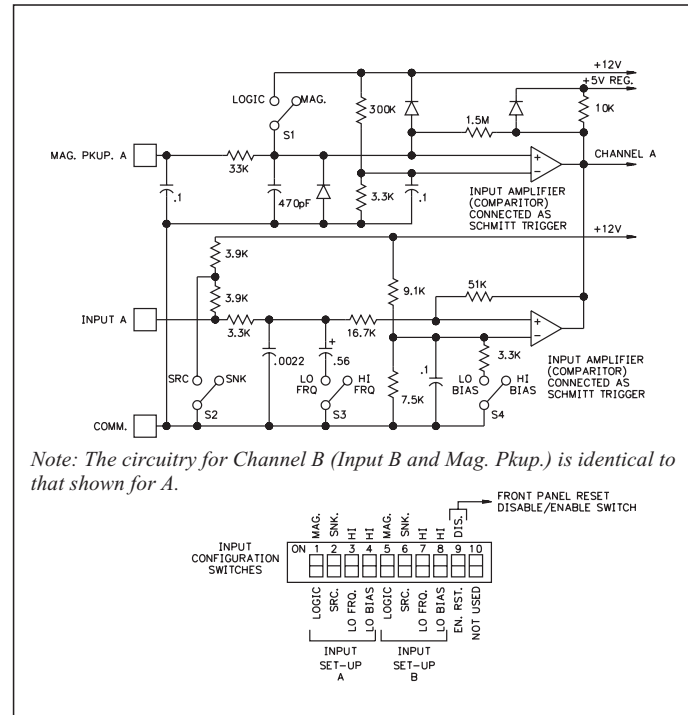 +12V
+5V REG.
LOGIC
MAG.
S1
300K
1.5M
10K
MAG. PKUP. A
33K
CHANNEL A
.1
470pF
3.3K
.1
INPUT AMPLIFIER
(COMPARITOR)
CONNECTED AS
SCHMITT TRIGGER
+12V
3.9K
9.1K
51K
3.9K
INPUT A
3.3K
16.7K
.0022
+
.56
.1
3.3K
INPUT AMPLIFIER
(COMPARITOR)
CONNECTED AS
SCHMITT TRIGGER
SRC
SNK
LO
FRQ
HI
FRQ
7.5K
LO
BIAS
HI
BIAS
S2
S3
S4
COMM.
+
−
+
−
Note: The circuitry for Channel B (Input B and Mag. Pkup.) is identical to
that shown for A.
FRONT PANEL RESET
DISABLE/ENABLE SWITCH
MAG.
SNK.
HI
HI
MAG.
SNK.
HI
HI
DIS.
INPUT
CONFIGURATION
SWITCHES
ON 1 2 3 4 5 6 7 8 9 10
LOGIC
SRC.
LO FRQ.
LO BIAS
LOGIC
SRC.
LO FRQ.
LO BIAS
EN. RST.
NOT USED
INPUT
SET-UP
A
INPUT
SET-UP
B